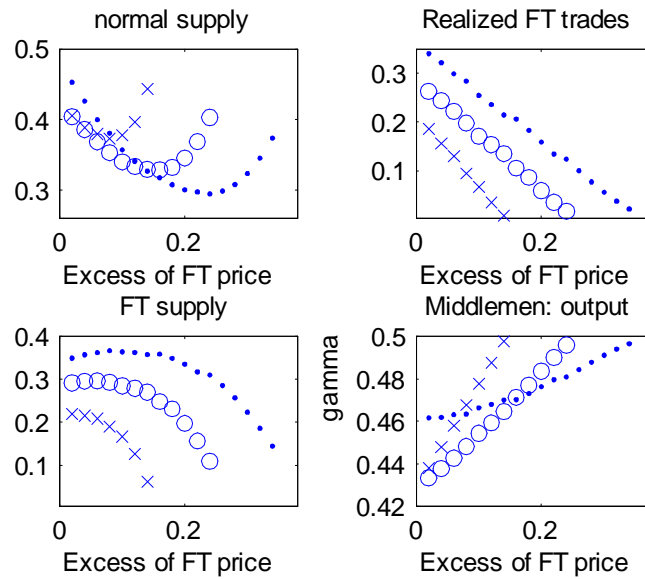 normal supply
0.5
0.4
0.3
0
0.2
Excess of FT price
Realized FT trades
0.3
0.2
0.1
0
0.2
Excess of FT price
FT supply
0.4
0.3
0.2
0.1
0
0.2
Excess of FT price
Middlemen: output
gamma
0.5
0.48
0.46
0.44
0.42
0
0.2
Excess of FT price